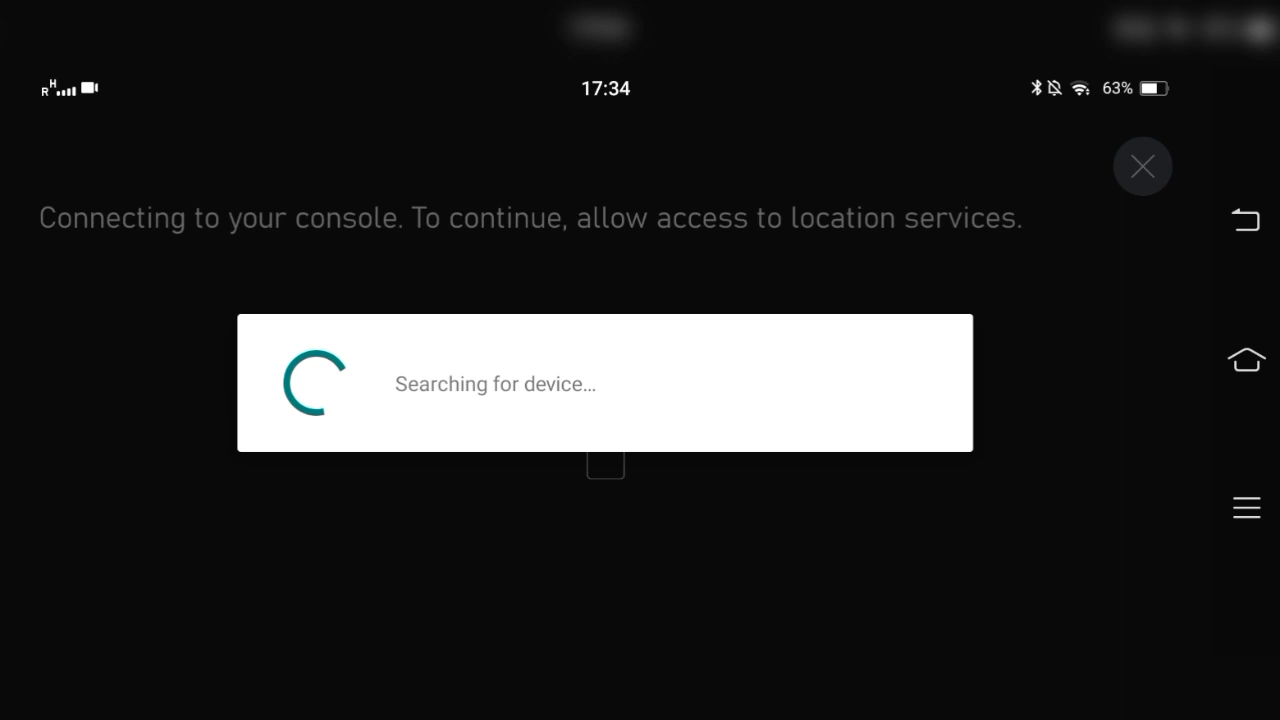 R H 17:34 63%
Connecting to your console. To continue, allow access to location services.
Searching for device...